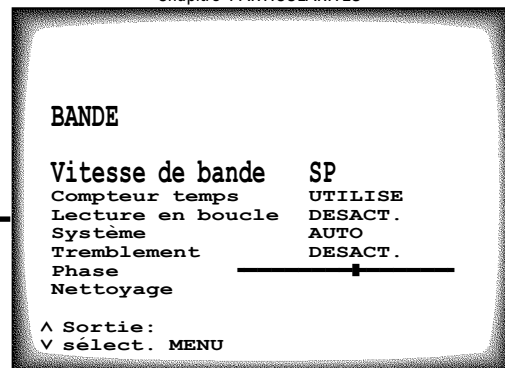 BANDE
Vitesse de bande SP
Compteur temps UTILISE
Lecture en boucle DESACT.
Système AUTO
Tremblement DESACT.
Phase
Nettoyage
^ Sortie:
v sélect. MENU